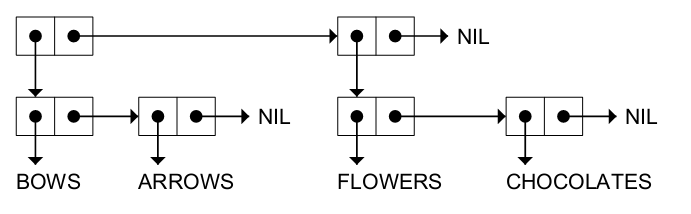 NIL
NIL NIL
BOWS ARROWS FLOWERS CHOCOLATES